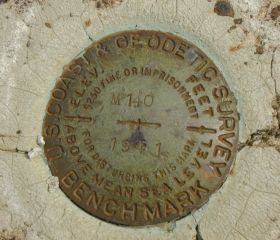 U.S. COAST & GEODETIC SURVEY
BENCH MARK
ELEV. FEET
ABOVE MEAN SEA LEVEL
$250 FINE OR IMPRISONMENT
FOR DISTURBING THIS MARK
M 140